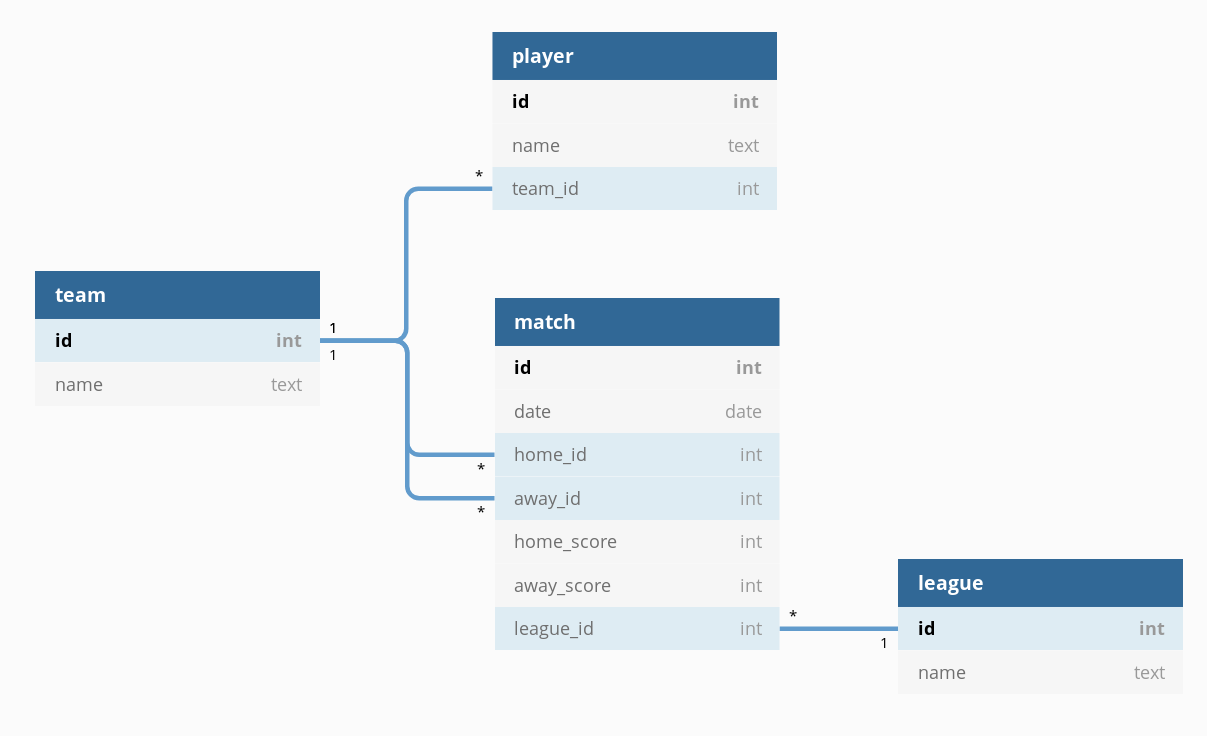 player
id int
name text
* team_id int
team
1
id int
1
name text
match
id int
date date
home_id int
*
away_id int
*
home_score int
away_score int
league_id int
*
league
id int
1
name text